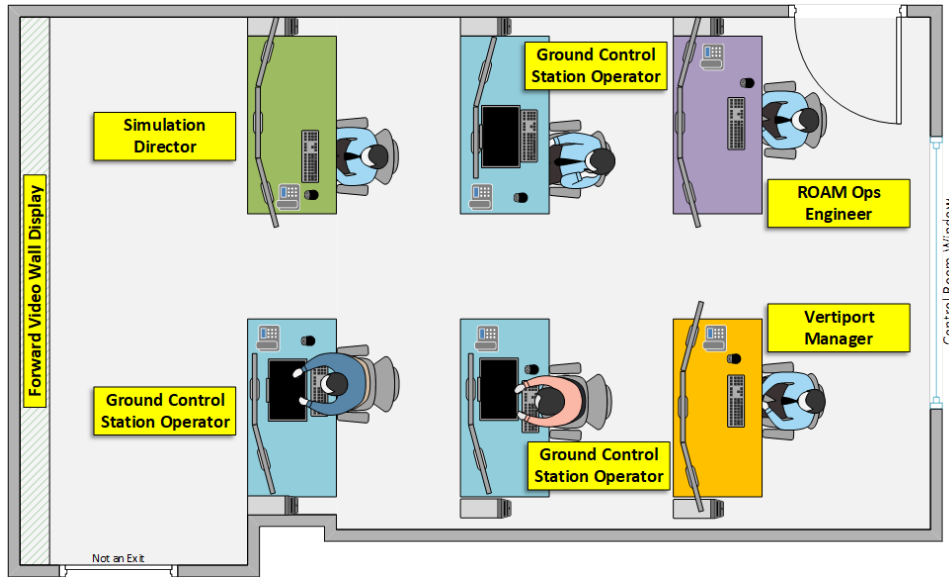 Ground Control
Station Operator
Simulation
Director
ROAM Ops
Engineer
Forward Video Wall Display
Control Room Window
Vertiport
Manager
Ground Control
Station Operator
Ground Control
Station Operator
Not an Exit